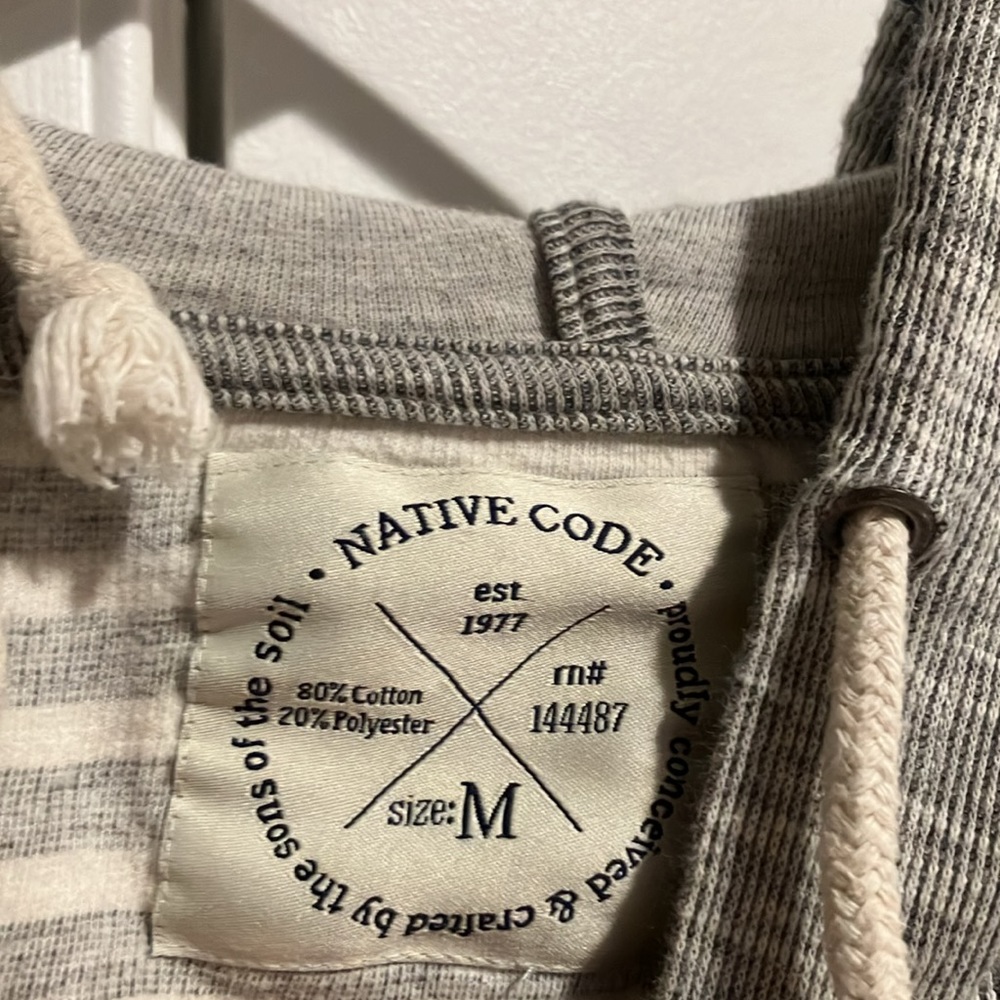 • NATIVE CODE •
proudly conceived & crafted by the sons of the soil
est
1977
80% Cotton
20% Polyester
rn#
144487
size: M